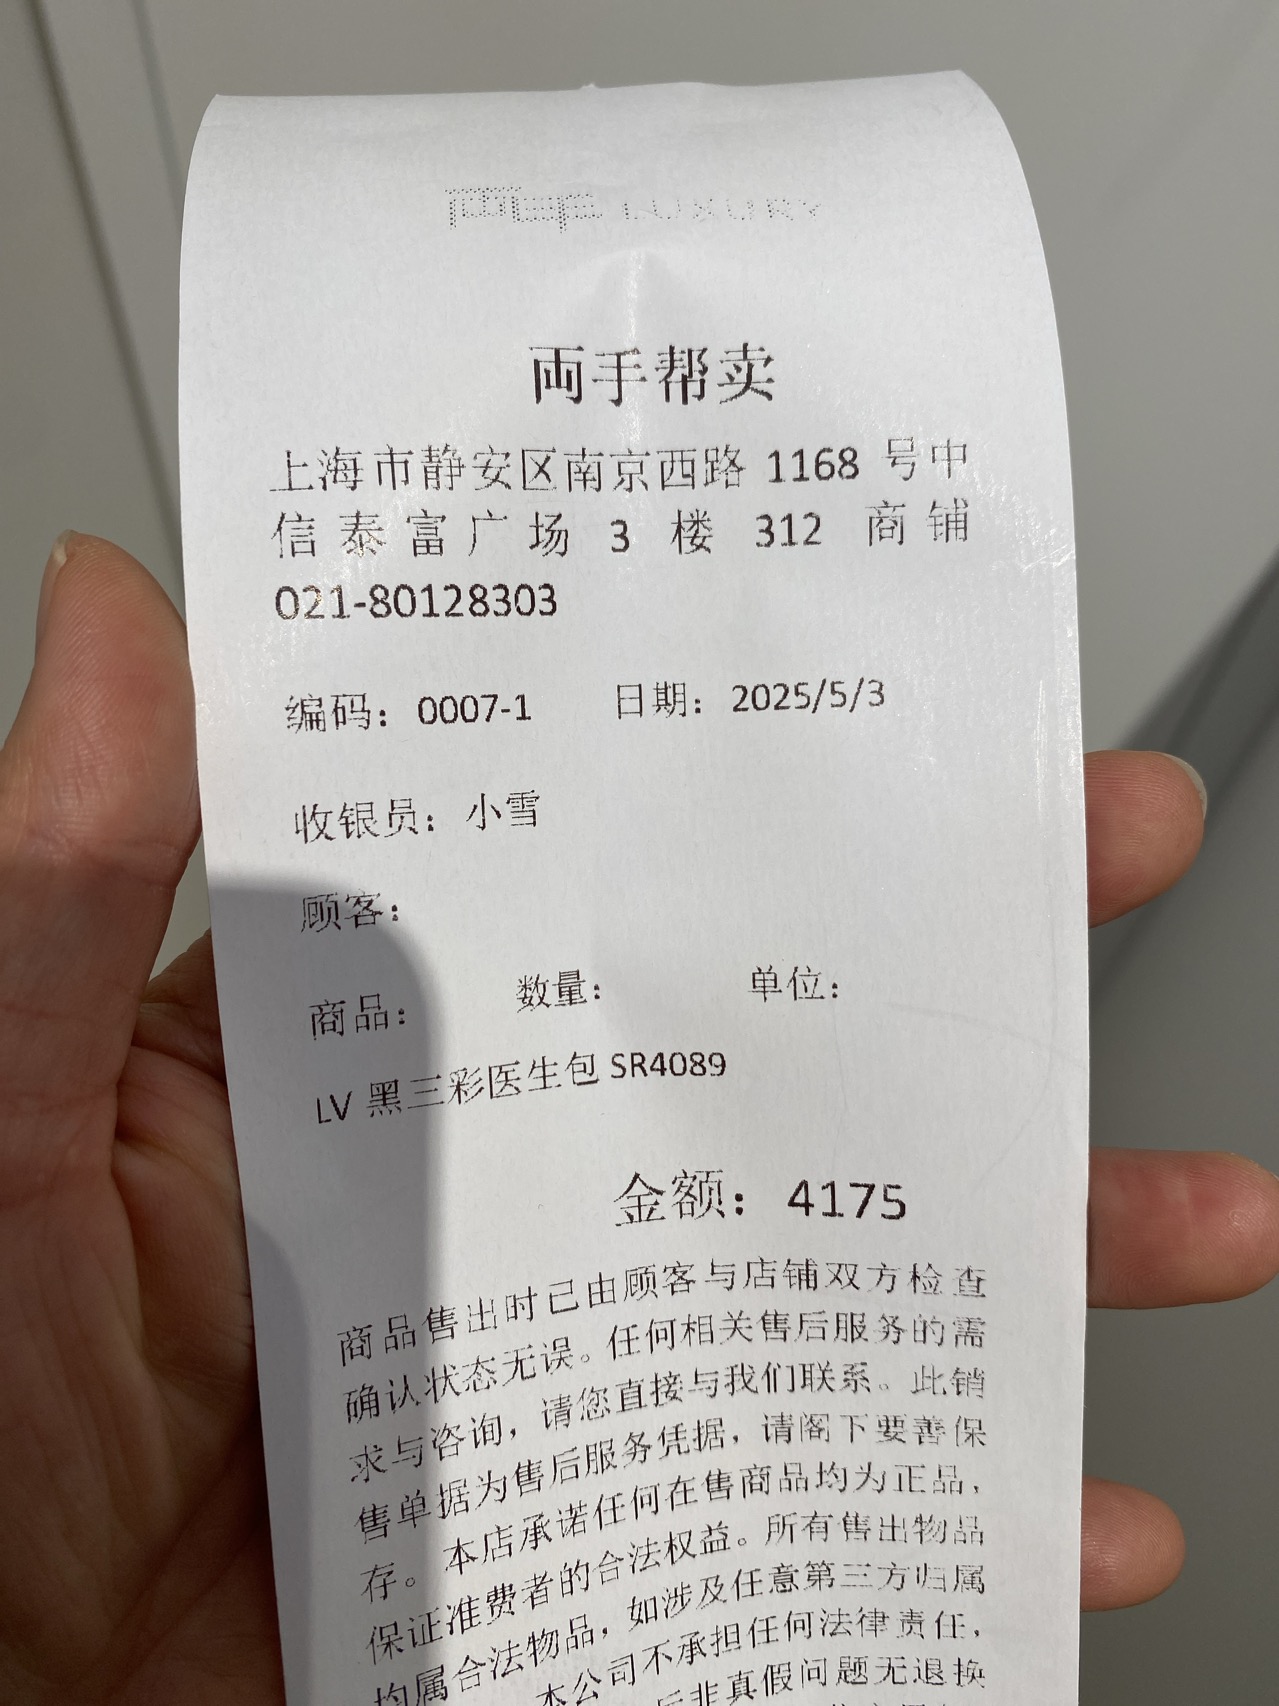 両手 LUXURY
両手帮卖
上海市静安区南京西路 1168 号中
信泰富广场 3 楼 312 商铺
021-80128303
编码：0007-1 日期：2025/5/3
收银员：小雪
顾客：
商品： 数量： 单位：
LV 黑三彩医生包 SR4089
金额：4175
商品售出时已由顾客与店铺双方检查
确认状态无误。任何相关售后服务的需
求与咨询，请您直接与我们联系。此销
售单据为售后服务凭据，请阁下要善保
存。 本店承诺任何在售商品均为正品，
保证准费者的合法权益。所有售出物品
均属合法物品，如涉及任意第三方归属
本公司不承担任何法律责任，
非真假问题无退换